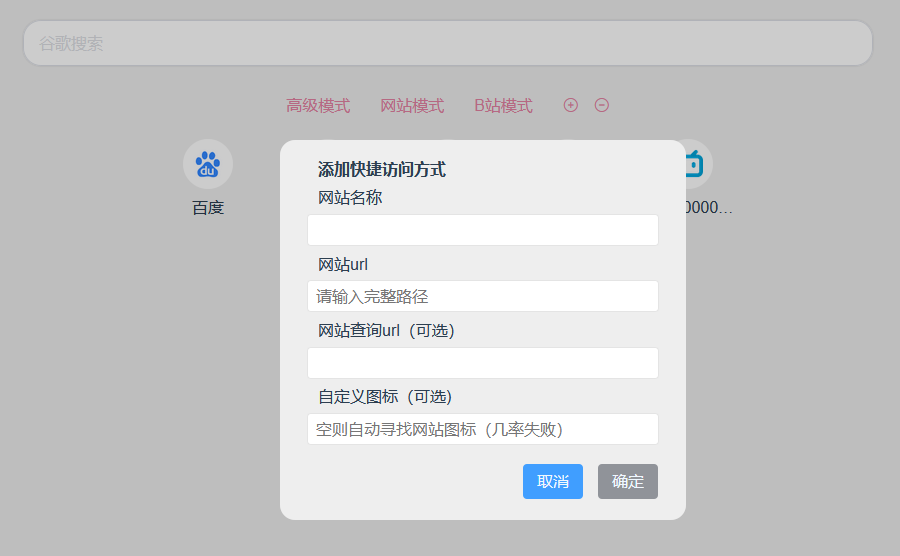 谷歌搜索
高级模式 网站模式 B站模式
du
百度
0000...
添加快捷访问方式
网站名称
网站url
请输入完整路径
网站查询url（可选）
自定义图标（可选）
空则自动寻找网站图标（几率失败）
取消 确定